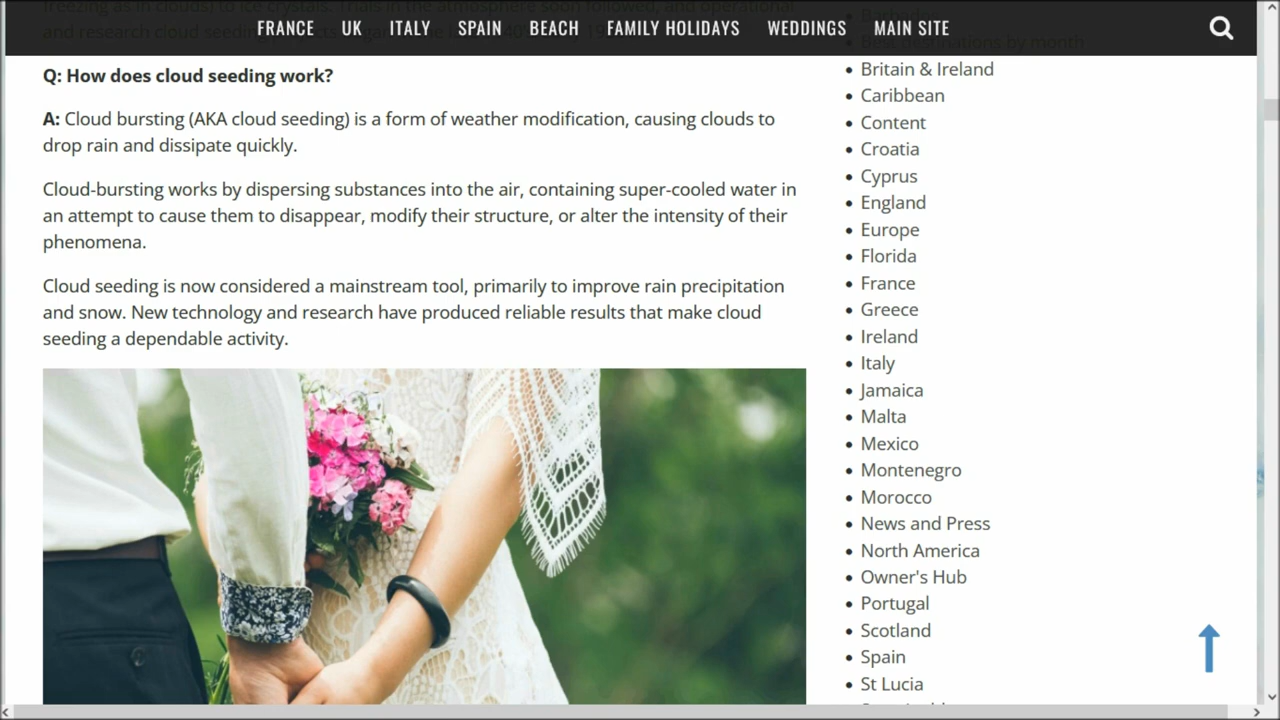 FRANCE UK ITALY SPAIN BEACH FAMILY HOLIDAYS WEDDINGS MAIN SITE
Q: How does cloud seeding work?
A: Cloud bursting (AKA cloud seeding) is a form of weather modification, causing clouds to
drop rain and dissipate quickly.
Cloud-bursting works by dispersing substances into the air, containing super-cooled water in
an attempt to cause them to disappear, modify their structure, or alter the intensity of their
phenomena.
Cloud seeding is now considered a mainstream tool, primarily to improve rain precipitation
and snow. New technology and research have produced reliable results that make cloud
seeding a dependable activity.
Best destinations by month
Britain & Ireland
Caribbean
Content
Croatia
Cyprus
England
Europe
Florida
France
Greece
Ireland
Italy
Jamaica
Malta
Mexico
Montenegro
Morocco
News and Press
North America
Owner's Hub
Portugal
Scotland
Spain
St Lucia